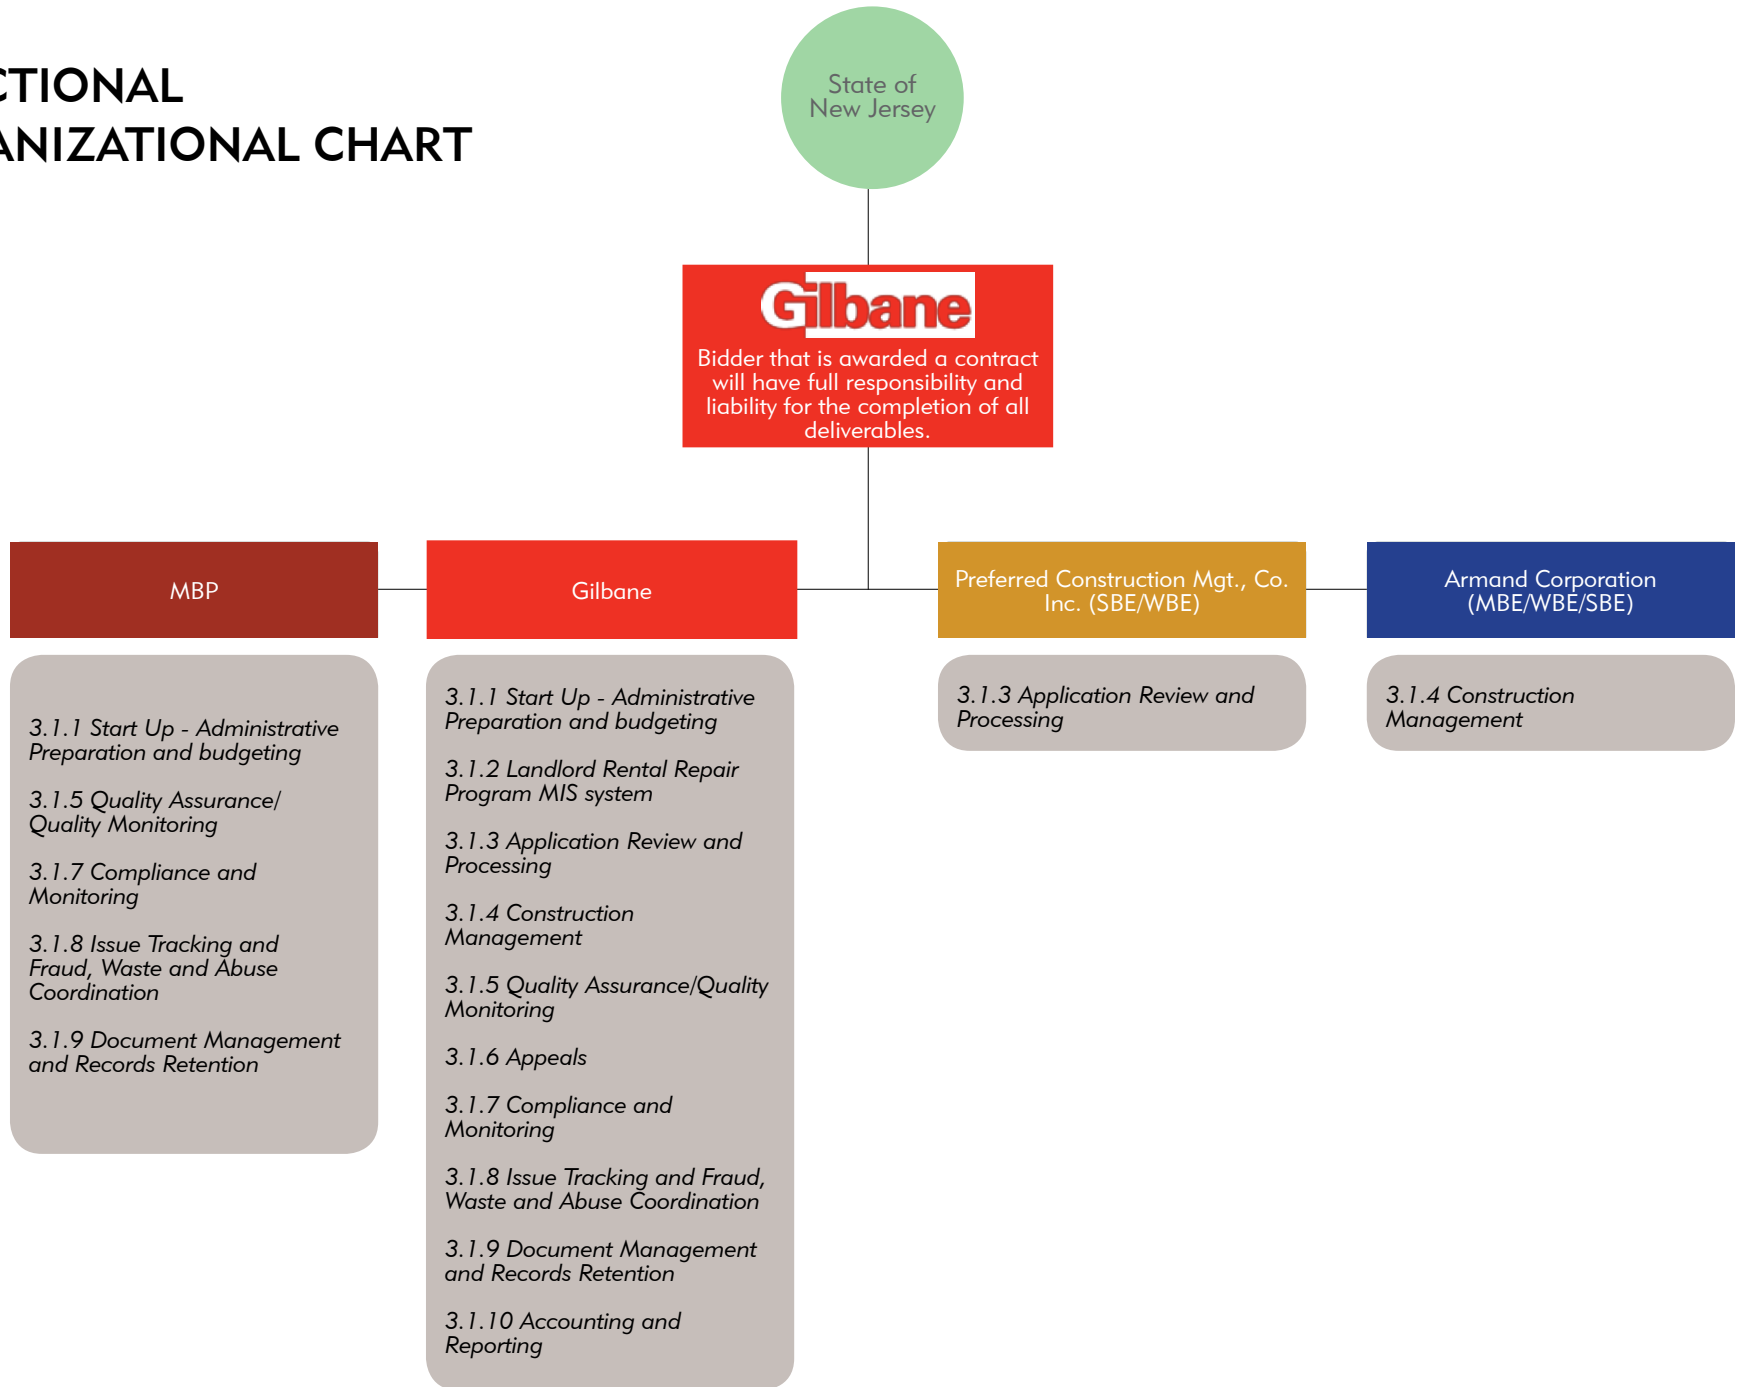 CTIONAL
ANIZATIONAL CHART
State of
New Jersey
Gilbane
Bidder that is awarded a contract
will have full responsibility and
liability for the completion of all
deliverables.
MBP
3.1.1 Start Up - Administrative
Preparation and budgeting
3.1.5 Quality Assurance/
Quality Monitoring
3.1.7 Compliance and
Monitoring
3.1.8 Issue Tracking and
Fraud, Waste and Abuse
Coordination
3.1.9 Document Management
and Records Retention
Gilbane
3.1.1 Start Up - Administrative
Preparation and budgeting
3.1.2 Landlord Rental Repair
Program MIS system
3.1.3 Application Review and
Processing
3.1.4 Construction
Management
3.1.5 Quality Assurance/Quality
Monitoring
3.1.6 Appeals
3.1.7 Compliance and
Monitoring
3.1.8 Issue Tracking and Fraud,
Waste and Abuse Coordination
3.1.9 Document Management
and Records Retention
3.1.10 Accounting and
Reporting
Preferred Construction Mgt., Co.
Inc. (SBE/WBE)
3.1.3 Application Review and
Processing
Armand Corporation
(MBE/WBE/SBE)
3.1.4 Construction
Management